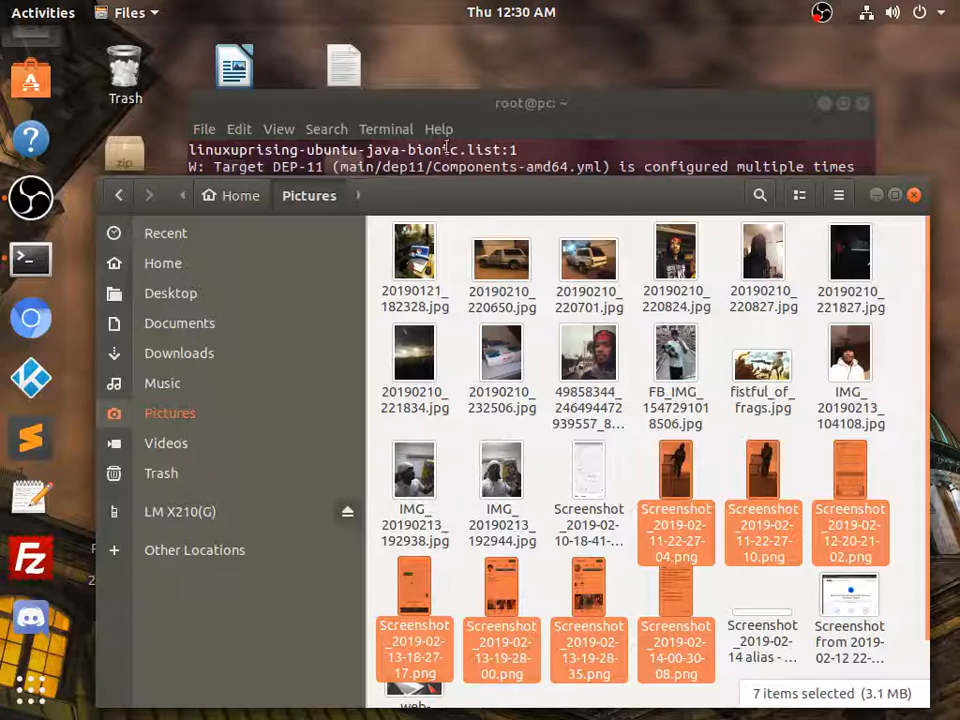 Activities Files Thu 12:30 AM
Trash
zip
root@pc: ~
File Edit View Search Terminal Help
linuxuprising-ubuntu-java-bionic.list:1
W: Target DEP-11 (main/dep11/Components-amd64.yml) is configured multiple times
Home Pictures
Recent
Home
Desktop
Documents
Downloads
Music
Pictures
Videos
Trash
LM X210(G)
Other Locations
20190121_
182328.jpg
20190210_
220650.jpg
20190210_
220701.jpg
20190210_
220824.jpg
20190210_
220827.jpg
20190210_
221827.jpg
20190210_
221834.jpg
20190210_
232506.jpg
49858344_
246494472
939557_8...
FB_IMG_
154729101
8506.jpg
fistful_of_
frags.jpg
IMG_
20190213_
104108.jpg
IMG_
20190213_
192938.jpg
IMG_
20190213_
192944.jpg
Screenshot
_2019-02-
10-18-41-...
Screenshot
_2019-02-
11-22-27-
04.png
Screenshot
_2019-02-
11-22-27-
10.png
Screenshot
_2019-02-
12-20-21-
02.png
Screenshot
_2019-02-
13-18-27-
17.png
Screenshot
_2019-02-
13-19-28-
00.png
Screenshot
_2019-02-
13-19-28-
35.png
Screenshot
_2019-02-
14-00-30-
08.png
Screenshot
_2019-02-
14 alias - ...
Screenshot
from 2019-
02-12 22-...
web-
7 items selected (3.1 MB)